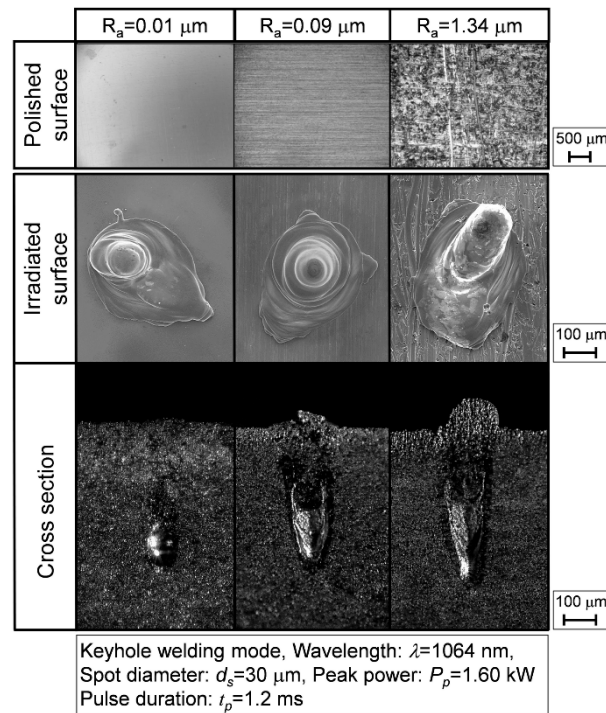 Rₐ=0.01 μm
Rₐ=0.09 μm
Rₐ=1.34 μm
Polished
surface
500 μm
Irradiated
surface
100 μm
Cross section
100 μm
Keyhole welding mode, Wavelength: λ=1064 nm,
Spot diameter: dₛ=30 μm, Peak power: Pₚ=1.60 kW
Pulse duration: tₚ=1.2 ms